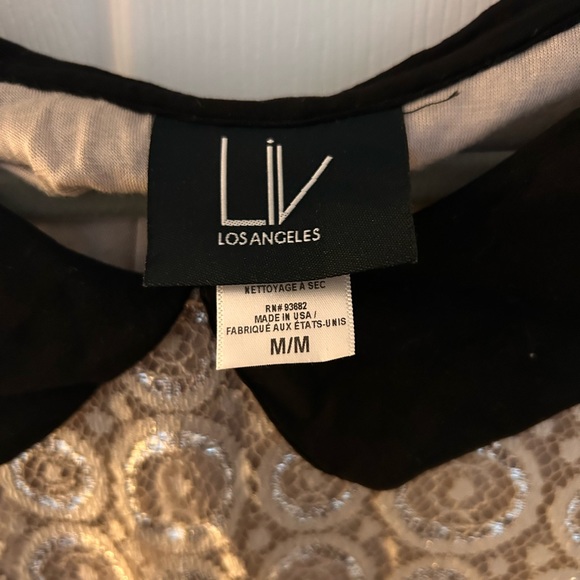 Liv
LOS ANGELES
NETTOYAGE À SEC
RN# 93682
MADE IN USA /
FABRIQUÉ AUX ÉTATS-UNIS
M/M